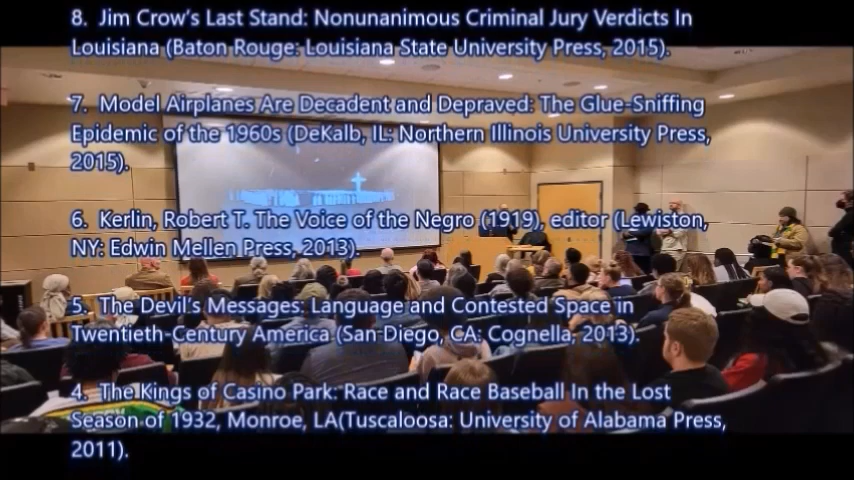 8. Jim Crow's Last Stand: Nonunanimous Criminal Jury Verdicts In
Louisiana (Baton Rouge: Louisiana State University Press, 2015).
7. Model Airplanes Are Decadent and Depraved: The Glue-Sniffing
Epidemic of the 1960s (DeKalb, IL: Northern Illinois University Press,
2015).
6. Kerlin, Robert T. The Voice of the Negro (1919), editor (Lewiston,
NY: Edwin Mellen Press, 2013).
5. The Devil's Messages: Language and Contested Space in
Twentieth-Century America (San Diego, CA: Cognella, 2013).
4. The Kings of Casino Park: Race and Race Baseball In the Lost
Season of 1932, Monroe, LA(Tuscaloosa: University of Alabama Press,
2011).